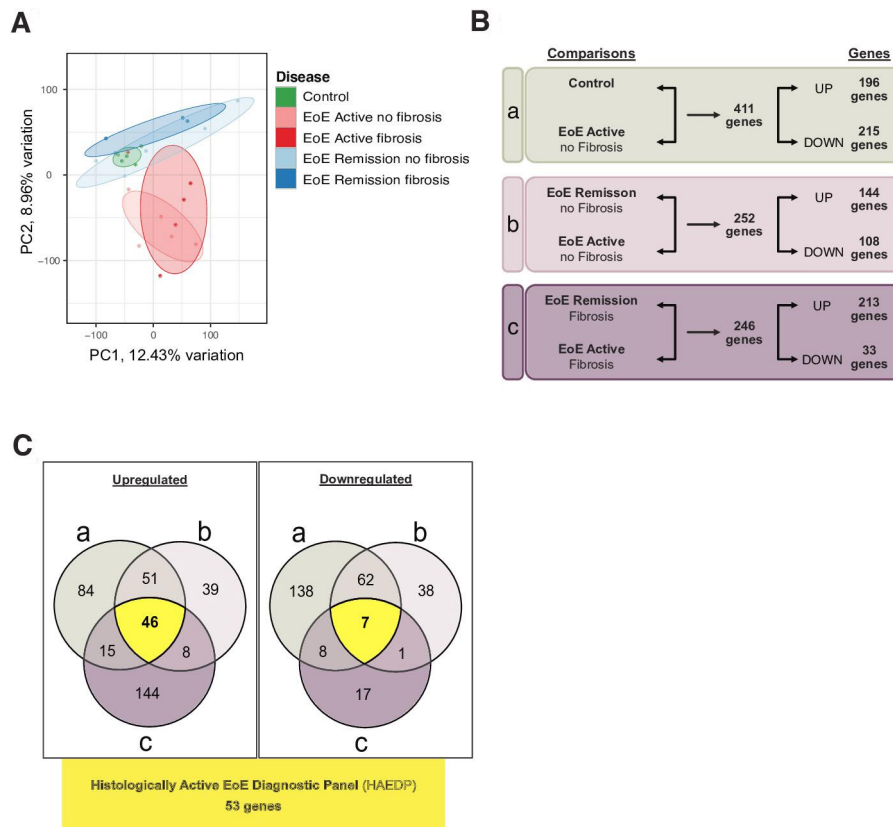 A
100
0
−100
−100
0
100
PC2, 8.96% variation
PC1, 12.43% variation
Disease
Control
EoE Active no fibrosis
EoE Active fibrosis
EoE Remission no fibrosis
EoE Remission fibrosis
B
Comparisons
Genes
a
Control
EoE Active
no Fibrosis
411
genes
UP
196
genes
DOWN
215
genes
b
EoE Remisson
no Fibrosis
EoE Active
no Fibrosis
252
genes
UP
144
genes
DOWN
108
genes
c
EoE Remission
Fibrosis
EoE Active
Fibrosis
246
genes
UP
213
genes
DOWN
33
genes
C
Upregulated
a
b
84
51
39
46
15
8
144
c
Downregulated
a
b
138
62
38
7
8
1
17
c
Histologically Active EoE Diagnostic Panel (HAEDP)
53 genes